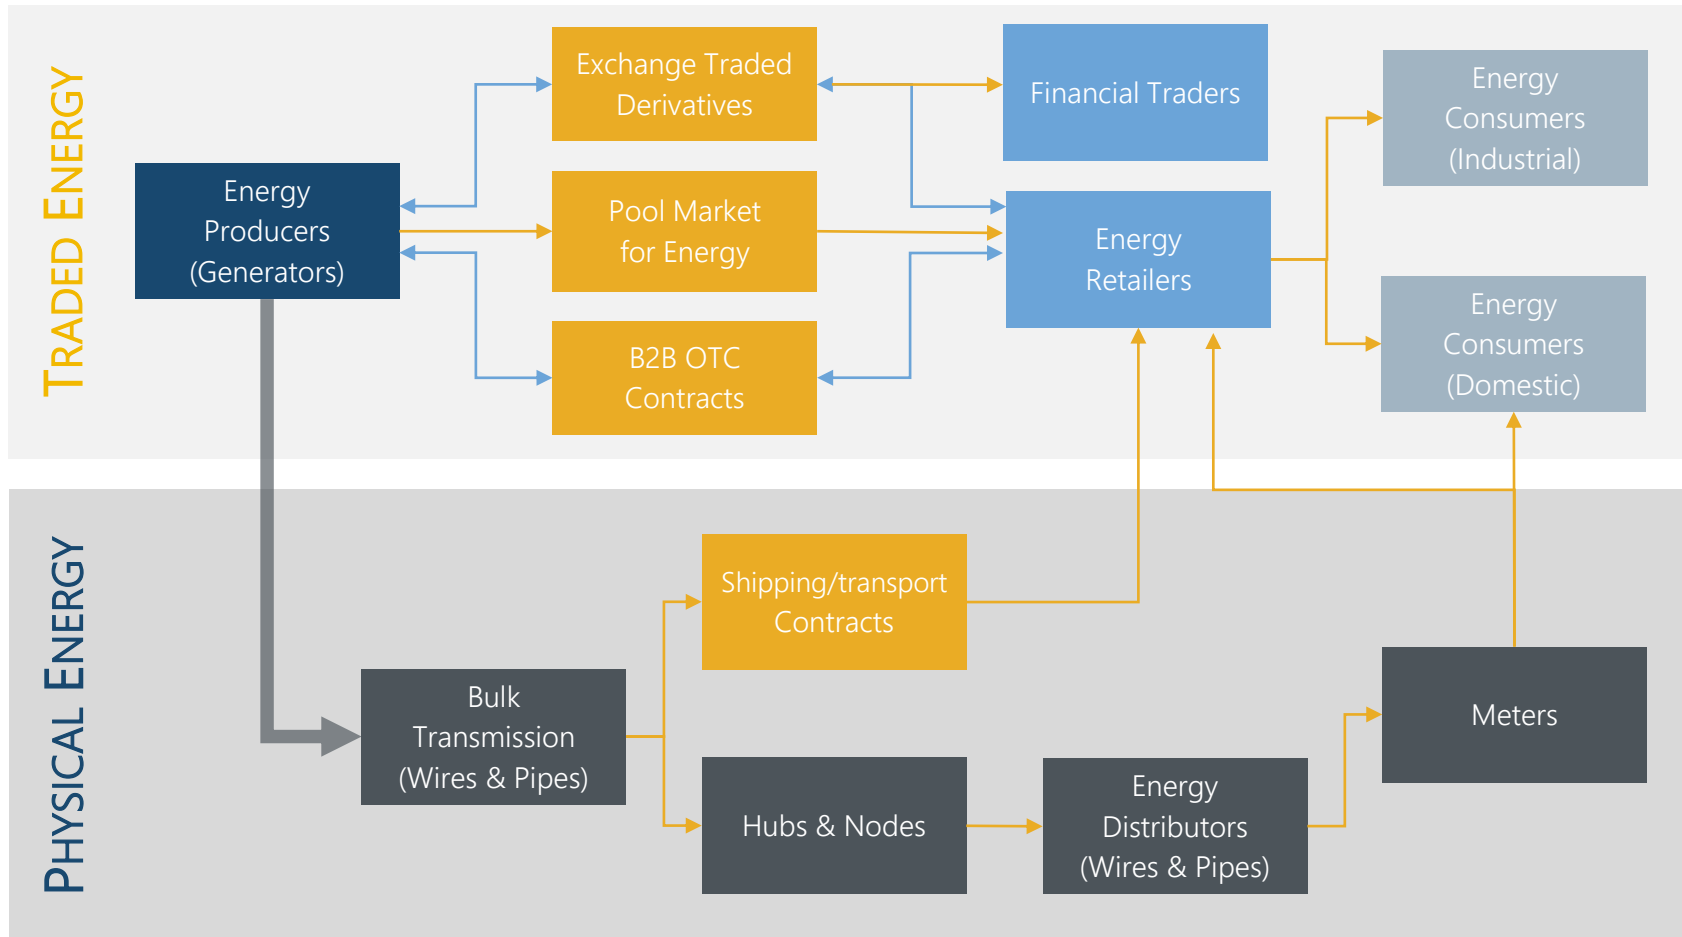 TRADED ENERGY
Exchange Traded
Derivatives
Financial Traders
Energy
Consumers
(Industrial)
Energy
Producers
(Generators)
Pool Market
for Energy
Energy
Retailers
B2B OTC
Contracts
Energy
Consumers
(Domestic)
PHYSICAL ENERGY
Shipping/transport
Contracts
Bulk
Transmission
(Wires & Pipes)
Meters
Hubs & Nodes
Energy
Distributors
(Wires & Pipes)